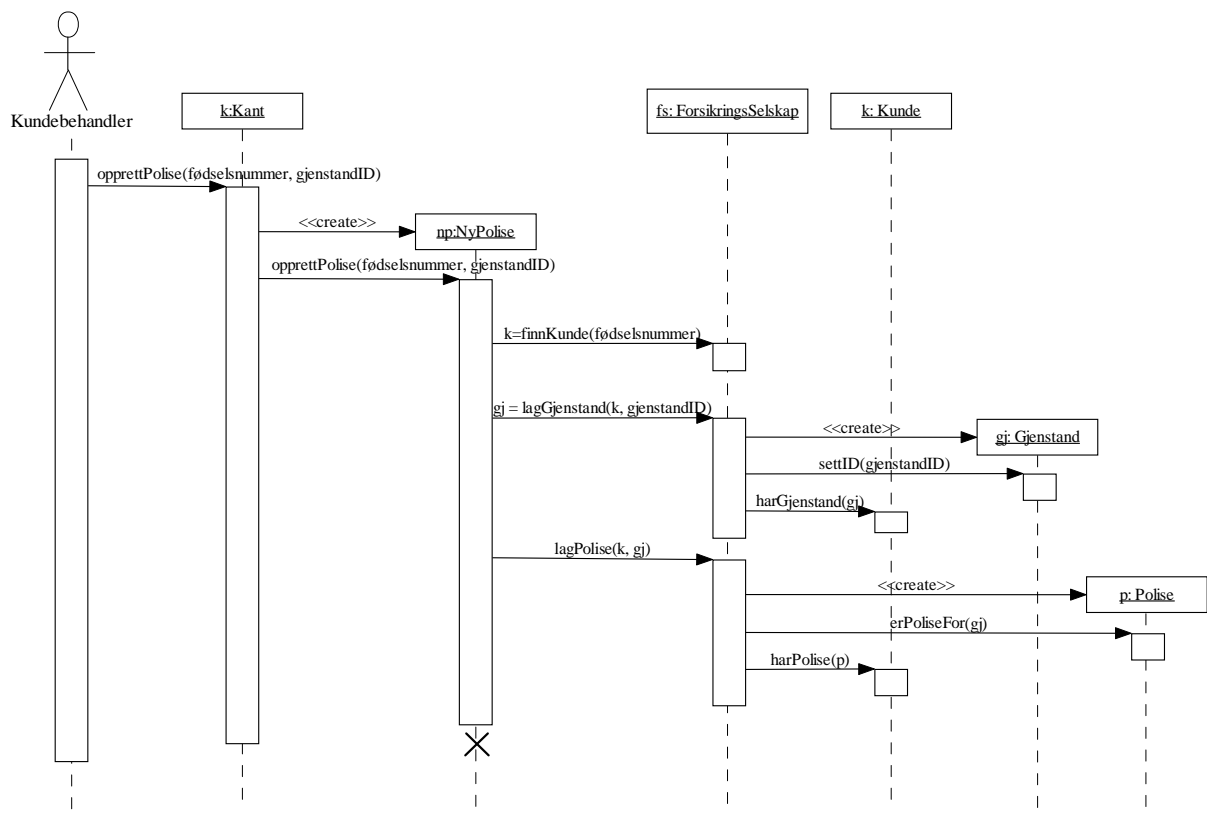 Kundebehandler
k:Kant
fs: ForsikringsSelskap
k: Kunde
opprettPolise(fødselsnummer, gjenstandID)
<<create>>
np:NyPolise
opprettPolise(fødselsnummer, gjenstandID)
k=finnKunde(fødselsnummer)
gj = lagGjenstand(k, gjenstandID)
<<create>>
gj: Gjenstand
settID(gjenstandID)
harGjenstand(gj)
lagPolise(k, gj)
<<create>>
p: Polise
erPoliseFor(gj)
harPolise(p)